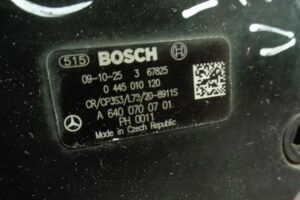 515 BOSCH
09-10-25 3 67825
0 445 010 120
CR/CP3S3/L73/20-8911S
A 640 070 07 01
PH 0011
Made in Czech Republic